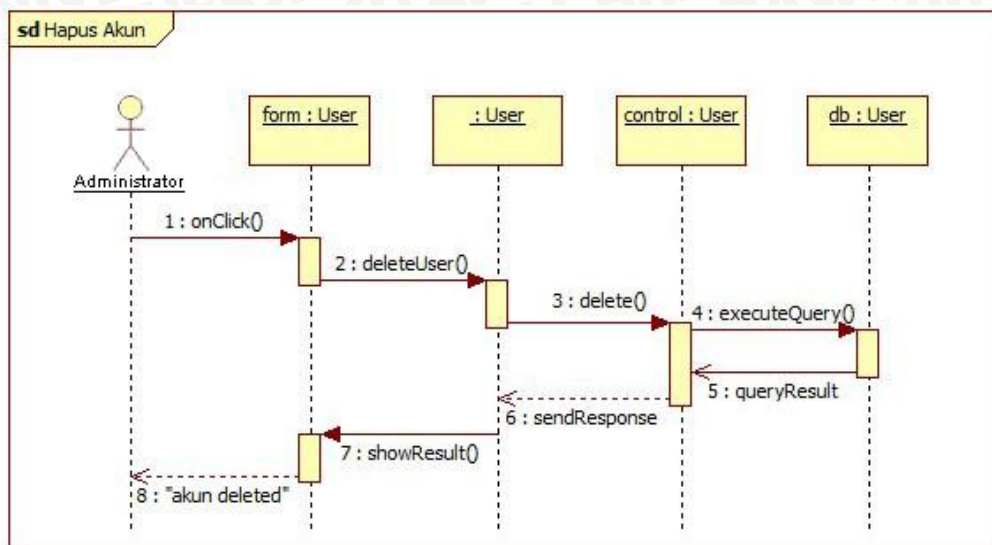 sd Hapus Akun
form : User
: User
control : User
db : User
Administrator
1 : onClick()
2 : deleteUser()
3 : delete()
4 : executeQuery()
5 : queryResult
6 : sendResponse
7 : showResult()
8 : "akun deleted"